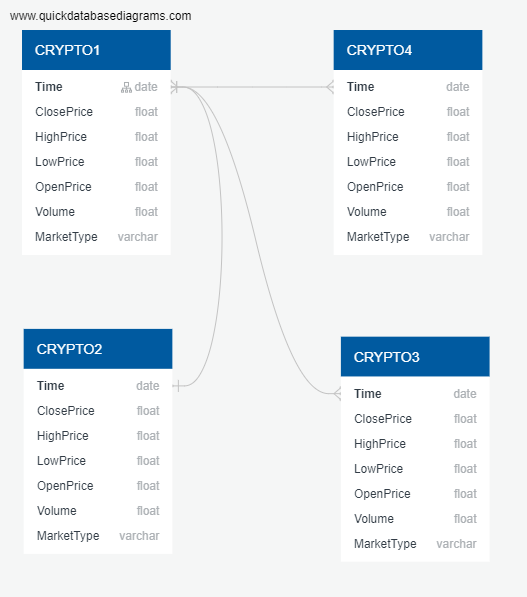 www.quickdatabasediagrams.com
CRYPTO1
Time date
ClosePrice float
HighPrice float
LowPrice float
OpenPrice float
Volume float
MarketType varchar
CRYPTO4
Time date
ClosePrice float
HighPrice float
LowPrice float
OpenPrice float
Volume float
MarketType varchar
CRYPTO2
Time date
ClosePrice float
HighPrice float
LowPrice float
OpenPrice float
Volume float
MarketType varchar
CRYPTO3
Time date
ClosePrice float
HighPrice float
LowPrice float
OpenPrice float
Volume float
MarketType varchar